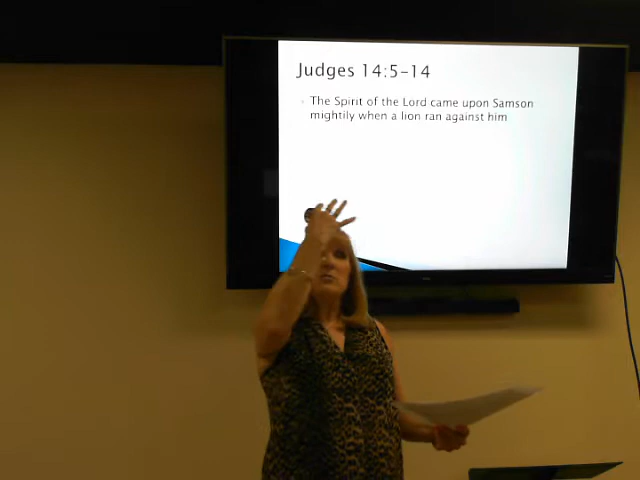 Judges 14:5-14
The Spirit of the Lord came upon Samson
mightily when a lion ran against him